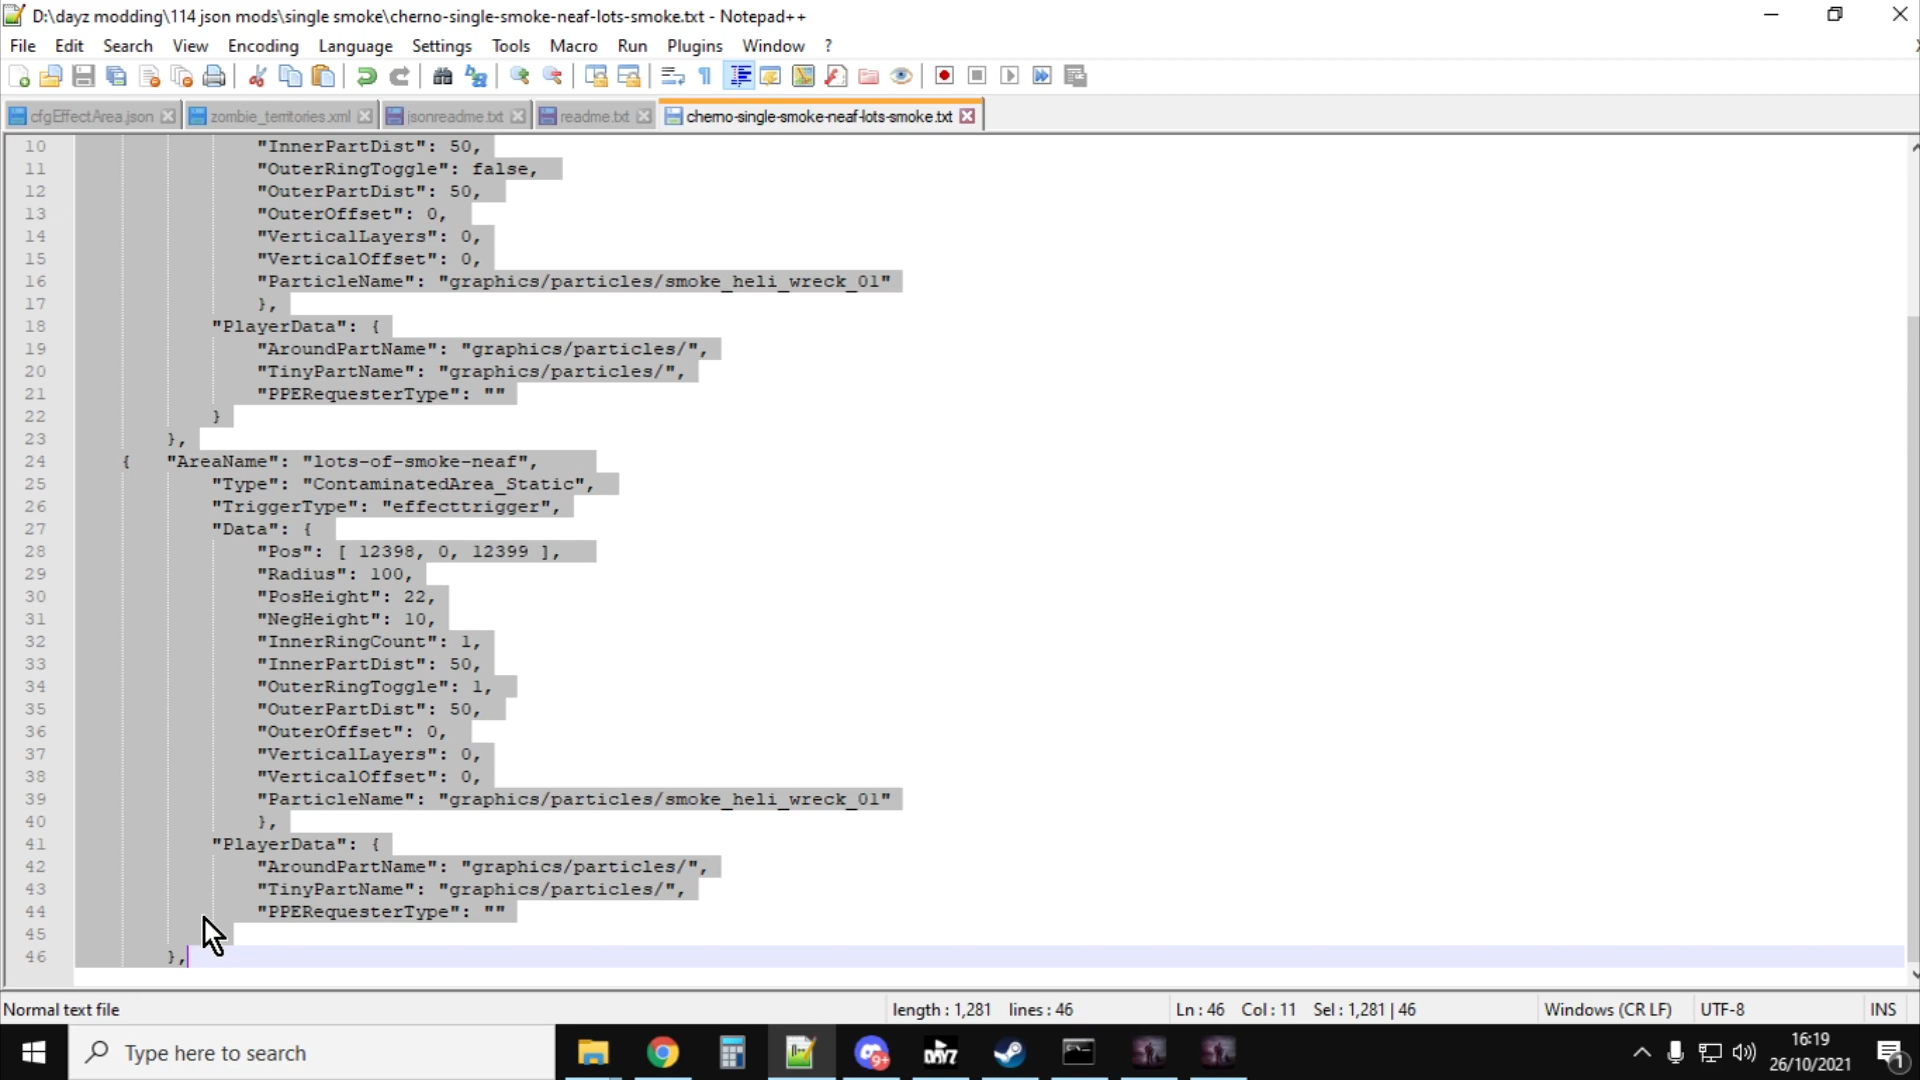 D:\dayz modding\114 json mods\single smoke\cherno-single-smoke-neaf-lots-smoke.txt - Notepad++
File Edit Search View Encoding Language Settings Tools Macro Run Plugins Window ?
cfgEffectArea.json zombie_territories.xml jsonreadme.txt readme.txt cherno-single-smoke-neaf-lots-smoke.txt
10 "InnerPartDist": 50,
11 "OuterRingToggle": false,
12 "OuterPartDist": 50,
13 "OuterOffset": 0,
14 "VerticalLayers": 0,
15 "VerticalOffset": 0,
16 "ParticleName": "graphics/particles/smoke_heli_wreck_01"
17 },
18 "PlayerData": {
19 "AroundPartName": "graphics/particles/",
20 "TinyPartName": "graphics/particles/",
21 "PPERequesterType": ""
22 }
23 },
24 { "AreaName": "lots-of-smoke-neaf",
25 "Type": "ContaminatedArea_Static",
26 "TriggerType": "effecttrigger",
27 "Data": {
28 "Pos": [ 12398, 0, 12399 ],
29 "Radius": 100,
30 "PosHeight": 22,
31 "NegHeight": 10,
32 "InnerRingCount": 1,
33 "InnerPartDist": 50,
34 "OuterRingToggle": 1,
35 "OuterPartDist": 50,
36 "OuterOffset": 0,
37 "VerticalLayers": 0,
38 "VerticalOffset": 0,
39 "ParticleName": "graphics/particles/smoke_heli_wreck_01"
40 },
41 "PlayerData": {
42 "AroundPartName": "graphics/particles/",
43 "TinyPartName": "graphics/particles/",
44 "PPERequesterType": ""
45
46 },
Normal text file length : 1,281 lines : 46 Ln : 46 Col : 11 Sel : 1,281 | 46 Windows (CR LF) UTF-8 INS
Type here to search 9+ DAYZ 16:19
26/10/2021 1